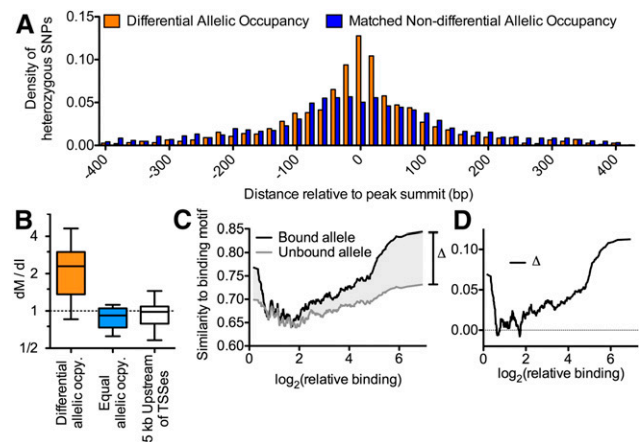 A
Differential Allelic Occupancy
Matched Non-differential Allelic Occupancy
Density of
heterozygous SNPs
0.15
0.10
0.05
0.00
-400
-300
-200
-100
0
100
200
300
400
Distance relative to peak summit (bp)
B
dM / dI
4
2
1
1/2
Differential
allelic ocpy.
Equal
allelic ocpy.
5 kb Upstream
of TSSes
C
Similarity to binding motif
0.85
0.80
0.75
0.70
0.65
0.60
Bound allele
Unbound allele
Δ
0
2
4
6
log2(relative binding)
D
Δ
0.10
0.05
0.00
0
2
4
6
log2(relative binding)